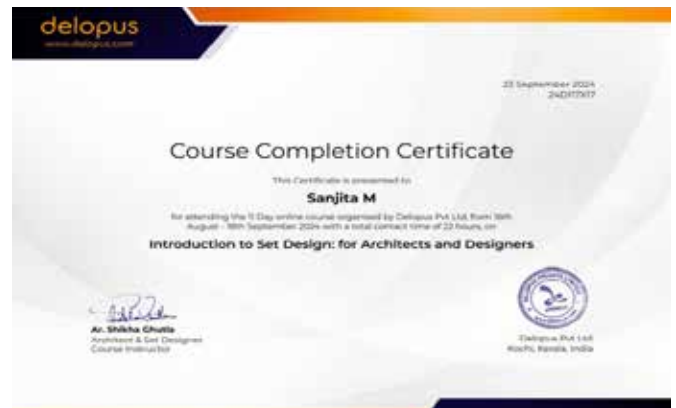 delopus
www.delopus.com
23 September 2024
Course Completion Certificate
This Certificate is presented to
Sanjita M
for attending the 11 Day online course organised by Delopus Pvt Ltd, from 16th
August - 18th September 2024 with a total contact time of 22 hours, on
Introduction to Set Design: for Architects and Designers
Ar. Shikha Ghutla
Architect & Set Designer
Course Instructor
Delopus Pvt Ltd
Kochi, Kerala, India